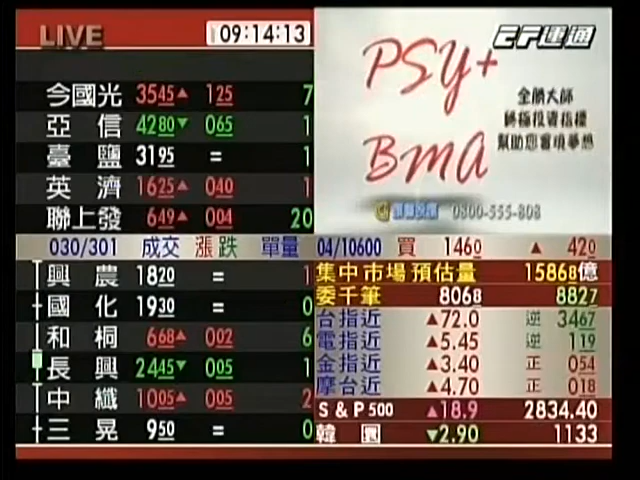 LIVE 09:14:13
今國光 3545▲ 125 7
亞信 4280▼ 065 1
臺鹽 3195 = 1
英濟 1625▲ 040 1
聯上發 649▲ 004 20
030/301 成交 漲跌 單量
興農 1820 = 1
國化 1930 = 0
和桐 668▲ 002 6
長興 2445▼ 005 1
中纖 1005▲ 005 2
三晃 950 = 0
PSY+
BMA
全勝大師
終極投資指標
幫助您實現夢想
0800-555-808
04/10600 買 1460 ▲ 420
集中市場預估量 15868億
委千筆 8068 8827
台指近 ▲72.0 逆 3467
電指近 ▲5.45 逆 119
金指近 ▲3.40 正 054
摩台近 ▲4.70 正 018
S&P500 ▲18.9 2834.40
韓國 ▼2.90 1133